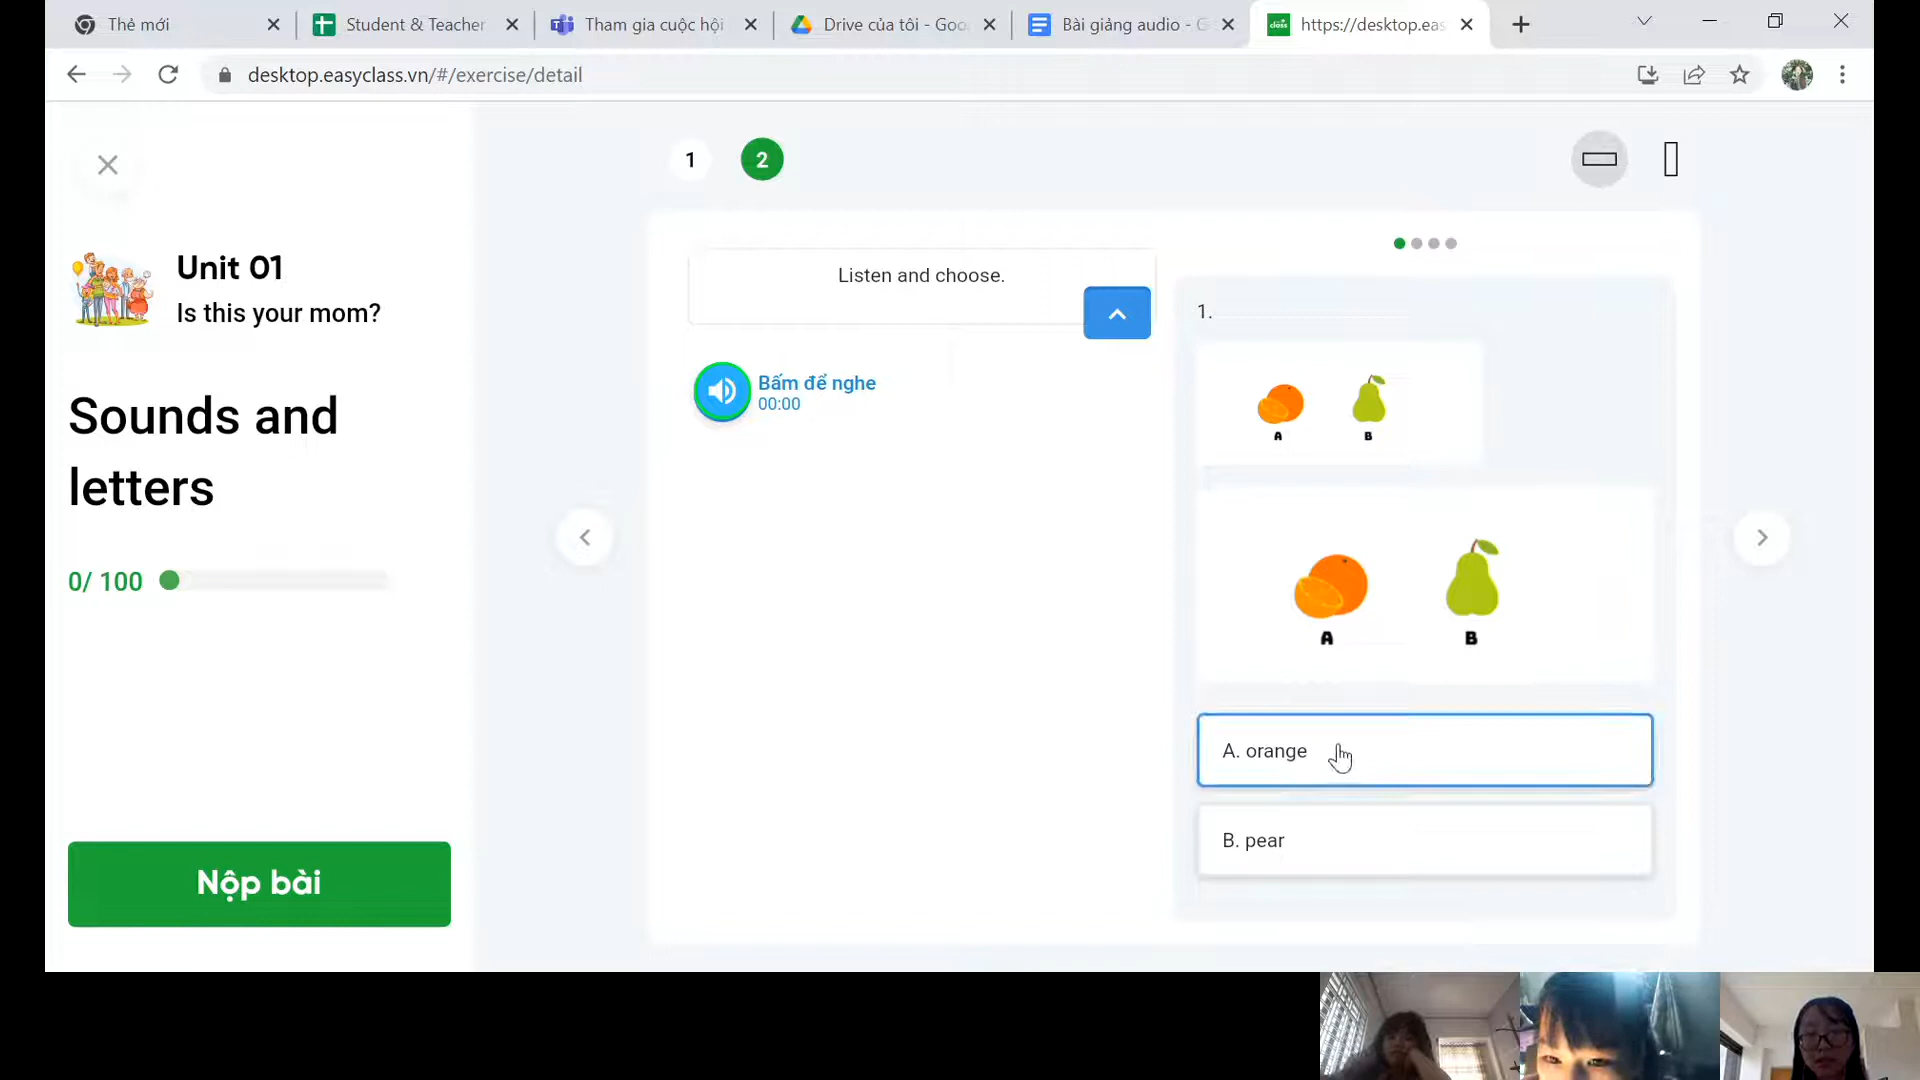 Thẻ mới
Student & Teacher
Tham gia cuộc hội
Drive của tôi - Goo
Bài giảng audio - G
class
https://desktop.eas
desktop.easyclass.vn/#/exercise/detail
1
2
Unit 01
Is this your mom?
Sounds and
letters
0/ 100
Nộp bài
Listen and choose.
Bấm để nghe
00:00
1.
A
B
A
B
A. orange
B. pear